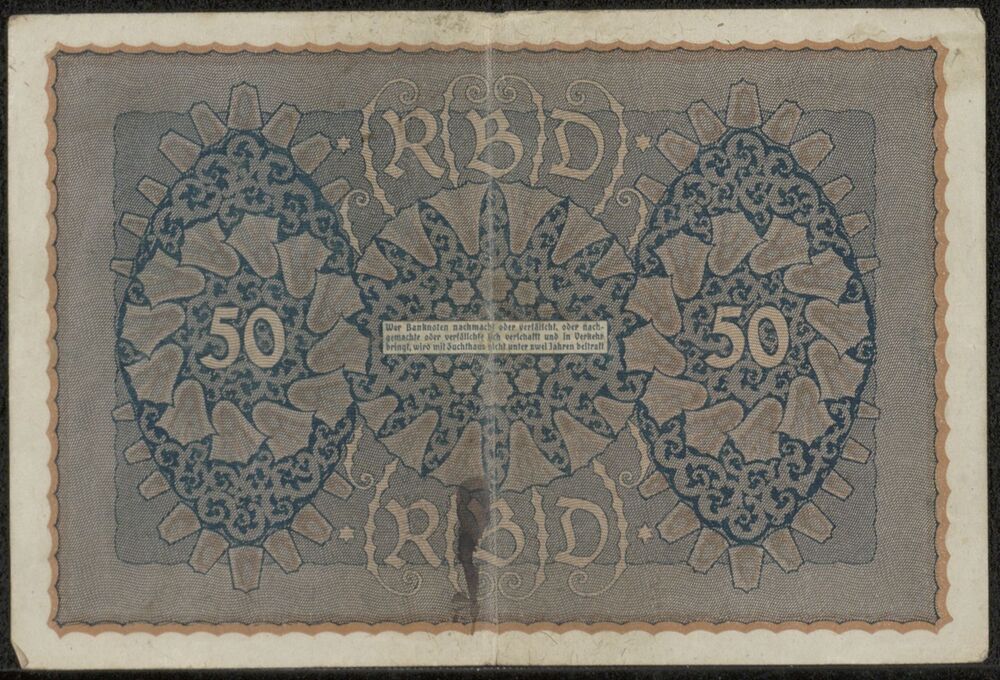 RBD
50
Wer Banknoten nachmacht oder verfälscht, oder nach-
gemachte oder verfälschte sich verschafft und in Verkehr
bringt, wird mit Zuchthaus nicht unter zwei Jahren bestraft
50
RBD